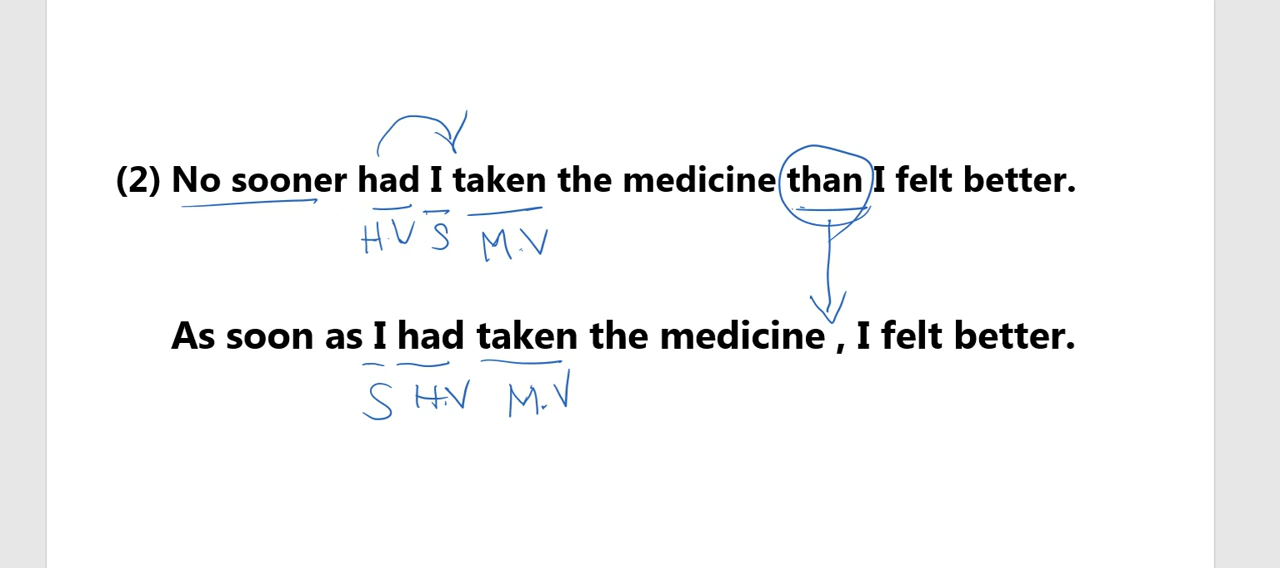 (2) No sooner had I taken the medicine than I felt better.
H.V S M.V
As soon as I had taken the medicine , I felt better.
S H.V M.V